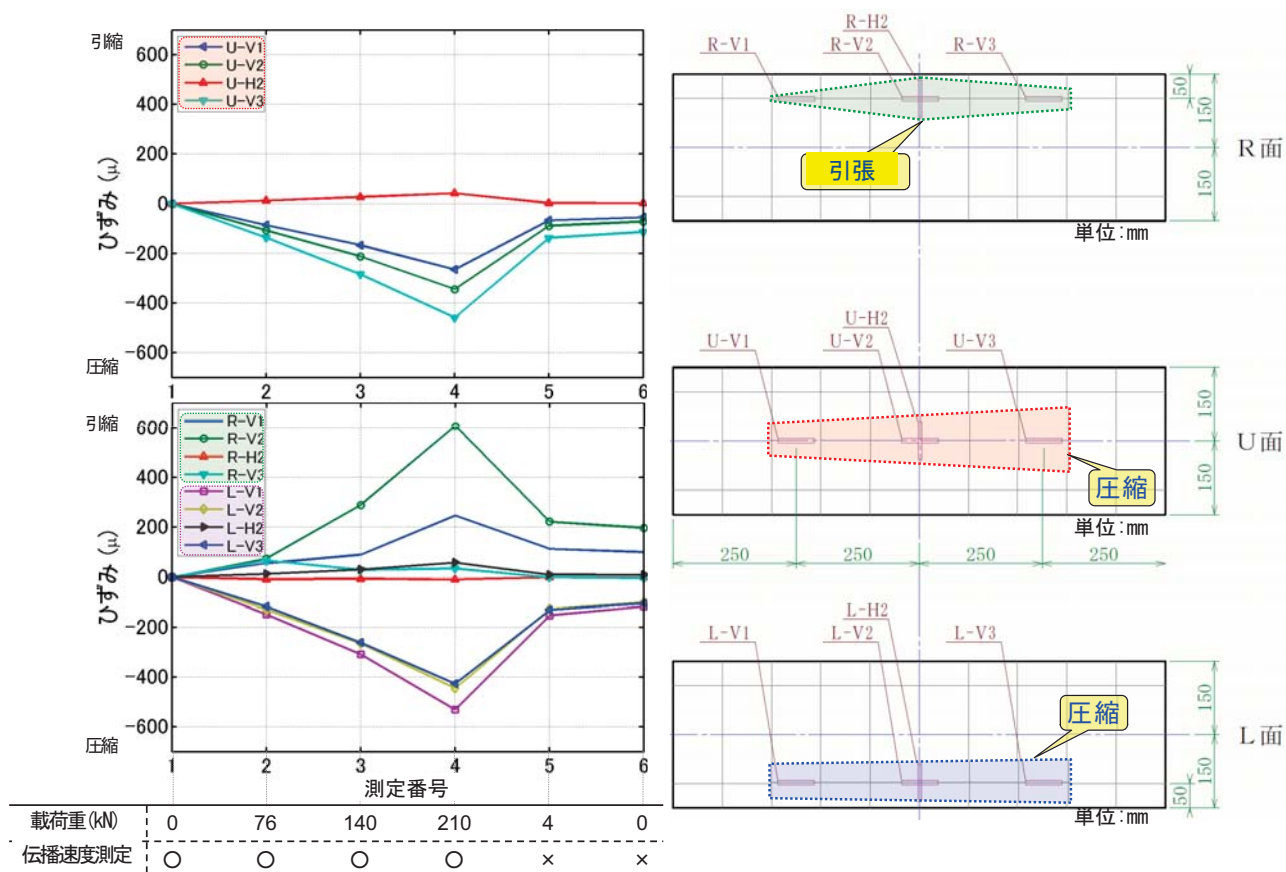 引縮
600
400
200
0
-200
-400
-600
圧縮
ひずみ(μ)
U-V1
U-V2
U-H2
U-V3
1 2 3 4 5 6
引縮
600
400
200
0
-200
-400
-600
圧縮
ひずみ(μ)
R-V1
R-V2
R-H2
R-V3
L-V1
L-V2
L-H2
L-V3
1 2 3 4 5 6
測定番号
載荷重(kN) 0 76 140 210 4 0
伝播速度測定 ○ ○ ○ ○ × ×
R-H2
R-V1 R-V2 R-V3
引張
50
150
150
R面
単位:mm
U-H2
U-V1 U-V2 U-V3
圧縮
150
150
U面
単位:mm
250 250 250 250
L-H2
L-V1 L-V2 L-V3
圧縮
150
150
50
L面
単位:mm